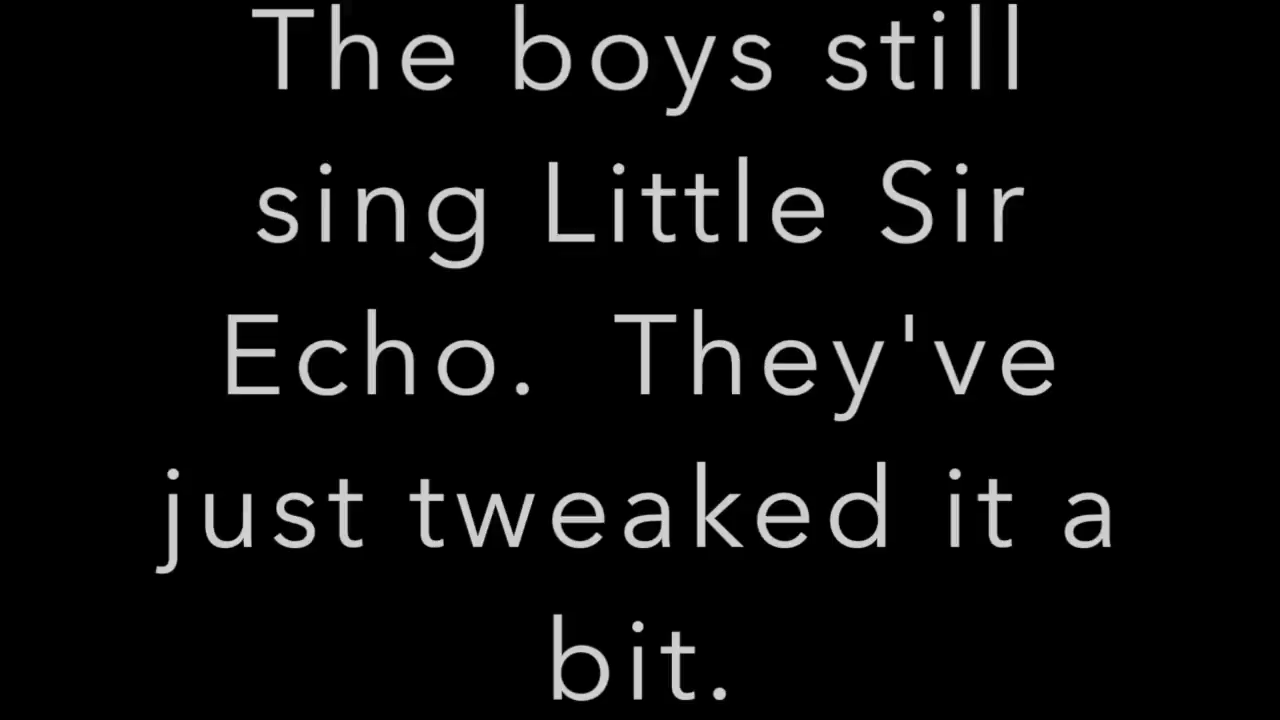 The boys still
sing Little Sir
Echo.  They've
just tweaked it a
bit.